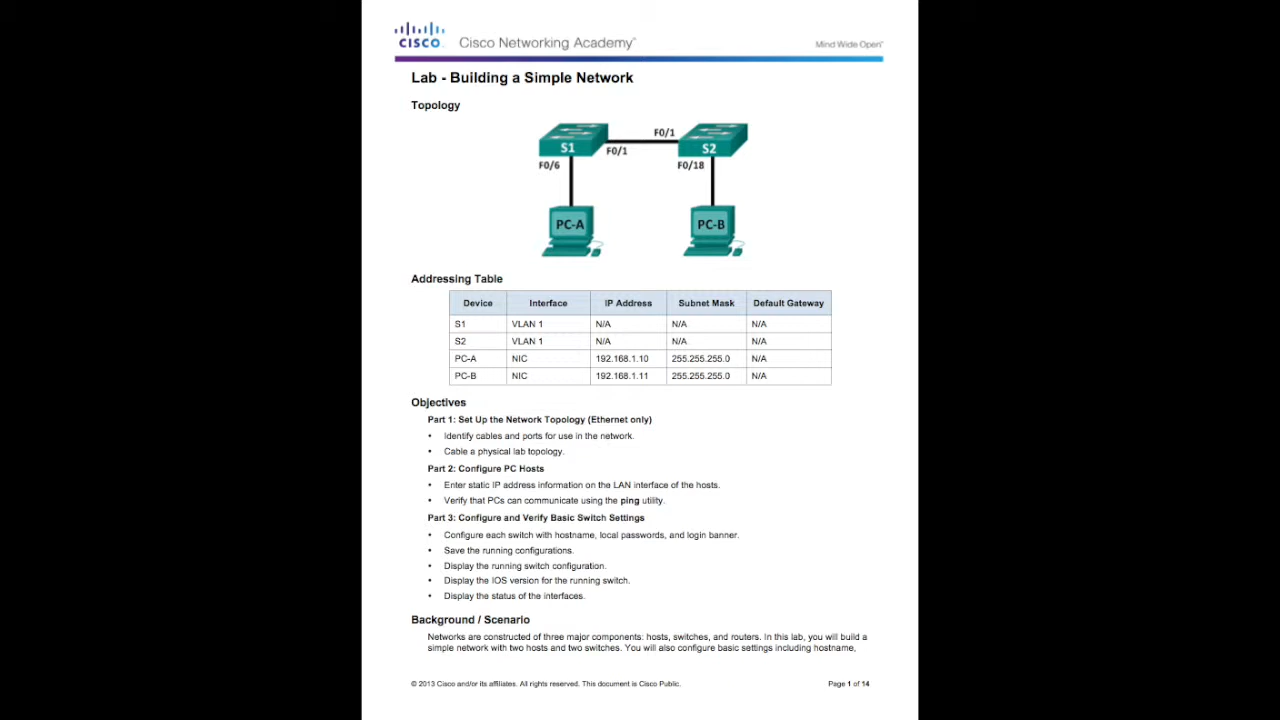 CISCO Cisco Networking Academy® Mind Wide Open®
Lab - Building a Simple Network
Topology
F0/1
S1 S2
F0/1
F0/6 F0/18
PC-A PC-B
Addressing Table
Device Interface IP Address Subnet Mask Default Gateway
S1 VLAN 1 N/A N/A N/A
S2 VLAN 1 N/A N/A N/A
PC-A NIC 192.168.1.10 255.255.255.0 N/A
PC-B NIC 192.168.1.11 255.255.255.0 N/A
Objectives
Part 1: Set Up the Network Topology (Ethernet only)
• Identify cables and ports for use in the network.
• Cable a physical lab topology.
Part 2: Configure PC Hosts
• Enter static IP address information on the LAN interface of the hosts.
• Verify that PCs can communicate using the ping utility.
Part 3: Configure and Verify Basic Switch Settings
• Configure each switch with hostname, local passwords, and login banner.
• Save the running configurations.
• Display the running switch configuration.
• Display the IOS version for the running switch.
• Display the status of the interfaces.
Background / Scenario
Networks are constructed of three major components: hosts, switches, and routers. In this lab, you will build a
simple network with two hosts and two switches. You will also configure basic settings including hostname,
© 2013 Cisco and/or its affiliates. All rights reserved. This document is Cisco Public. Page 1 of 14